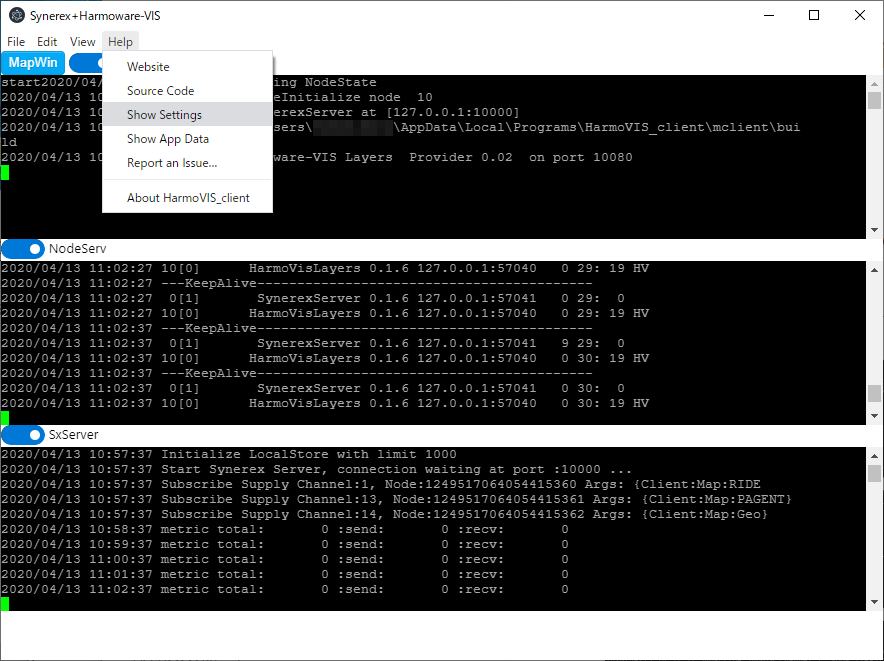 Synerex+Harmoware-VIS
File Edit View Help
MapWin
Website
Source Code
Show Settings
Show App Data
Report an Issue...
About HarmoVIS_client
start2020/04/ ing NodeState
2020/04/13 10 eInitialize node  10
2020/04/13 10 erexServer at [127.0.0.1:10000]
2020/04/13 10 sers\ \AppData\Local\Programs\HarmoVIS_client\mclient\bui
ld
2020/04/13 10 ware-VIS Layers  Provider 0.02  on port 10080
NodeServ
2020/04/13 11:02:27 10[0]      HarmoVisLayers 0.1.6 127.0.0.1:57040   0 29: 19 HV
2020/04/13 11:02:27 ---KeepAlive------------------------------------------
2020/04/13 11:02:27  0[1]       SynerexServer 0.1.6 127.0.0.1:57041   0 29:  0
2020/04/13 11:02:27 10[0]      HarmoVisLayers 0.1.6 127.0.0.1:57040   0 29: 19 HV
2020/04/13 11:02:37 ---KeepAlive------------------------------------------
2020/04/13 11:02:37  0[1]       SynerexServer 0.1.6 127.0.0.1:57041   9 29:  0
2020/04/13 11:02:37 10[0]      HarmoVisLayers 0.1.6 127.0.0.1:57040   0 30: 19 HV
2020/04/13 11:02:37 ---KeepAlive------------------------------------------
2020/04/13 11:02:37  0[1]       SynerexServer 0.1.6 127.0.0.1:57041   0 30:  0
2020/04/13 11:02:37 10[0]      HarmoVisLayers 0.1.6 127.0.0.1:57040   0 30: 19 HV
SxServer
2020/04/13 10:57:37 Initialize LocalStore with limit 1000
2020/04/13 10:57:37 Start Synerex Server, connection waiting at port :10000 ...
2020/04/13 10:57:37 Subscribe Supply Channel:1, Node:1249517064054415360 Args: {Client:Map:RIDE
2020/04/13 10:57:37 Subscribe Supply Channel:13, Node:1249517064054415361 Args: {Client:Map:PAGENT}
2020/04/13 10:57:37 Subscribe Supply Channel:14, Node:1249517064054415362 Args: {Client:Map:Geo}
2020/04/13 10:58:37 metric total:       0 :send:       0 :recv:       0
2020/04/13 10:59:37 metric total:       0 :send:       0 :recv:       0
2020/04/13 11:00:37 metric total:       0 :send:       0 :recv:       0
2020/04/13 11:01:37 metric total:       0 :send:       0 :recv:       0
2020/04/13 11:02:37 metric total:       0 :send:       0 :recv:       0